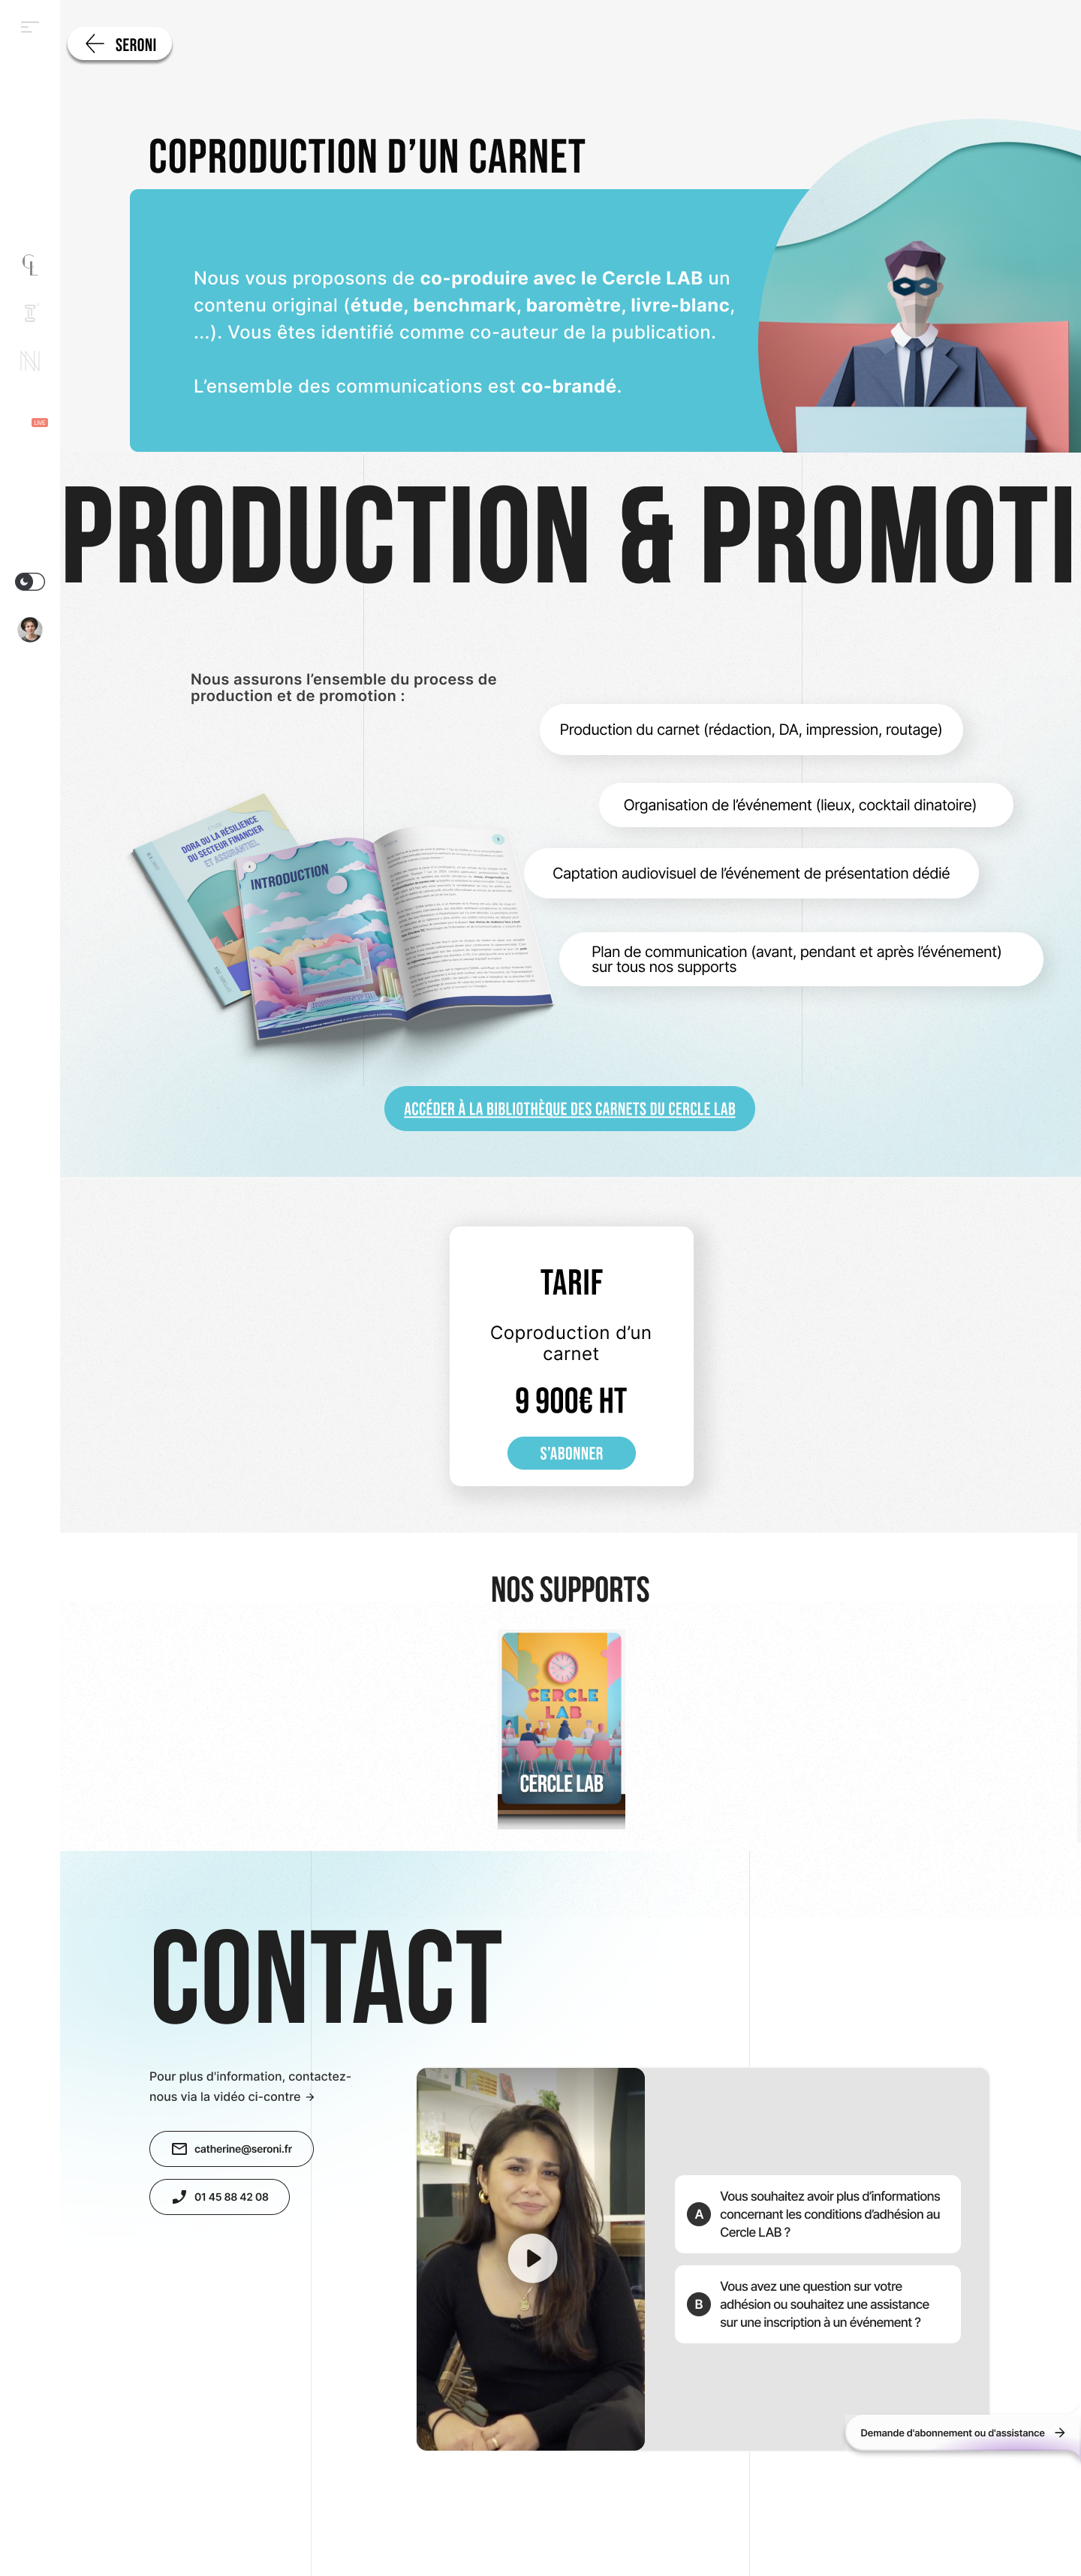 SERONI
COPRODUCTION D’UN CARNET
Nous vous proposons de co-produire avec le Cercle LAB un
contenu original (étude, benchmark, baromètre, livre-blanc,
...). Vous êtes identifié comme co-auteur de la publication.
L’ensemble des communications est co-brandé.
LIVE
PRODUCTION & PROMOTI
Nous assurons l’ensemble du process de
production et de promotion :
Production du carnet (rédaction, DA, impression, routage)
Organisation de l’événement (lieux, cocktail dinatoire)
Captation audiovisuel de l’événement de présentation dédié
Plan de communication (avant, pendant et après l’événement)
sur tous nos supports
DORA OU LA RÉSILIENCE
DU SECTEUR FINANCIER
ET ASSURANTIEL
INTRODUCTION
ACCÉDER À LA BIBLIOTHÈQUE DES CARNETS DU CERCLE LAB
TARIF
Coproduction d’un
carnet
9 900€ HT
S’ABONNER
NOS SUPPORTS
CERCLE
LAB
CERCLE LAB
CONTACT
Pour plus d’information, contactez-
nous via la vidéo ci-contre →
catherine@seroni.fr
01 45 88 42 08
A
Vous souhaitez avoir plus d’informations
concernant les conditions d’adhésion au
Cercle LAB ?
B
Vous avez une question sur votre
adhésion ou souhaitez une assistance
sur une inscription à un événement ?
Demande d'abonnement ou d'assistance →